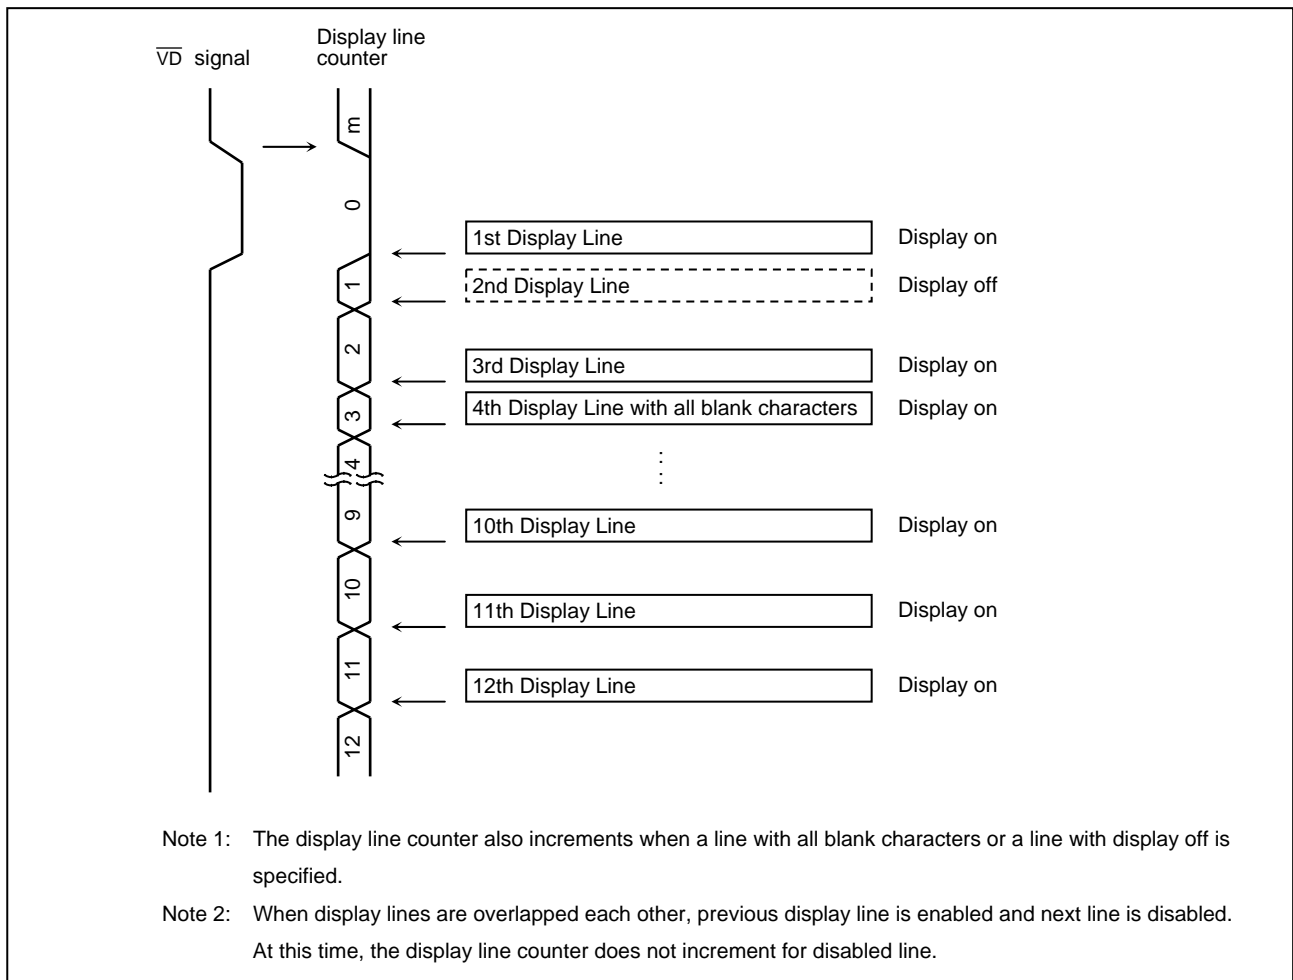 Display line
counter
V̅D̅ signal
m
0
1st Display Line Display on
1
2nd Display Line Display off
2
3rd Display Line Display on
3
4th Display Line with all blank characters Display on
4
9
10th Display Line Display on
10
11th Display Line Display on
11
12th Display Line Display on
12
Note 1: The display line counter also increments when a line with all blank characters or a line with display off is
specified.
Note 2: When display lines are overlapped each other, previous display line is enabled and next line is disabled.
At this time, the display line counter does not increment for disabled line.